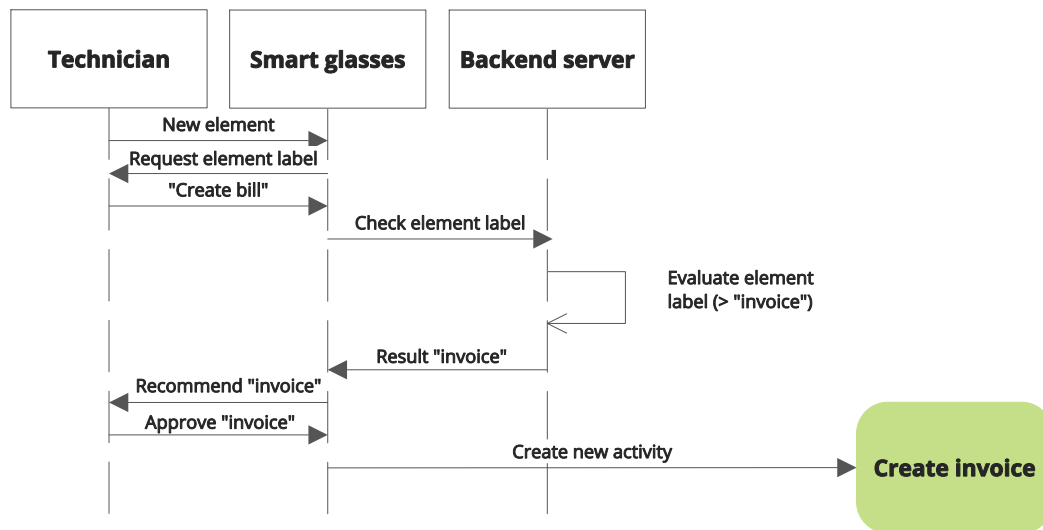 Technician
Smart glasses
Backend server
New element
Request element label
"Create bill"
Check element label
Evaluate element
label (> "invoice")
Result "invoice"
Recommend "invoice"
Approve "invoice"
Create new activity
Create invoice